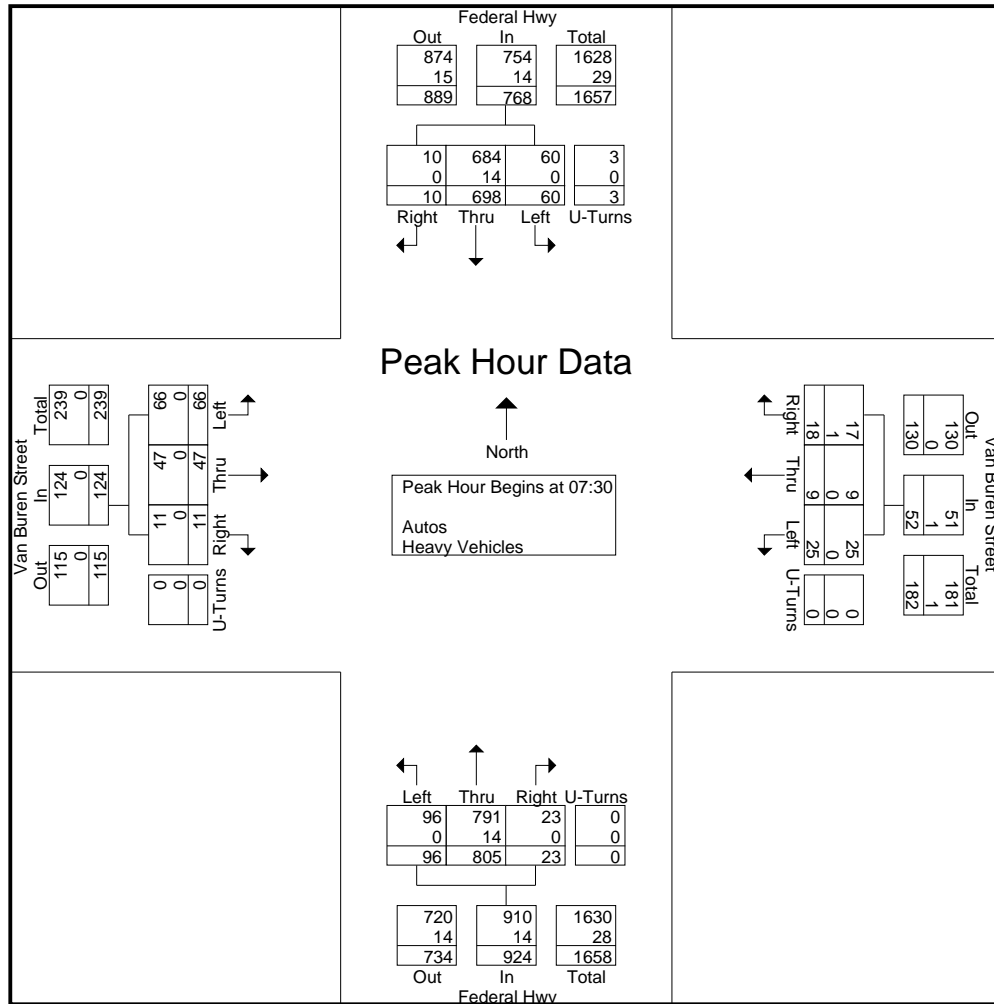 Federal Hwy
Out In Total
874 754 1628
15 14 29
889 768 1657
10 684 60 3
0 14 0 0
10 698 60 3
Right Thru Left U-Turns
Peak Hour Data
North
Peak Hour Begins at 07:30
Autos
Heavy Vehicles
Van Buren Street
Total In Out
239 124 115
0 0 0
239 124 115
66 47 11 0
0 0 0 0
66 47 11 0
Left Thru Right U-Turns
Right Thru Left U-Turns
17 9 25 0
1 0 0 0
18 9 25 0
Out In Total
130 51 181
0 1 1
130 52 182
Van Buren Street
Left Thru Right U-Turns
96 791 23 0
0 14 0 0
96 805 23 0
720 910 1630
14 14 28
734 924 1658
Out In Total
Federal Hwy